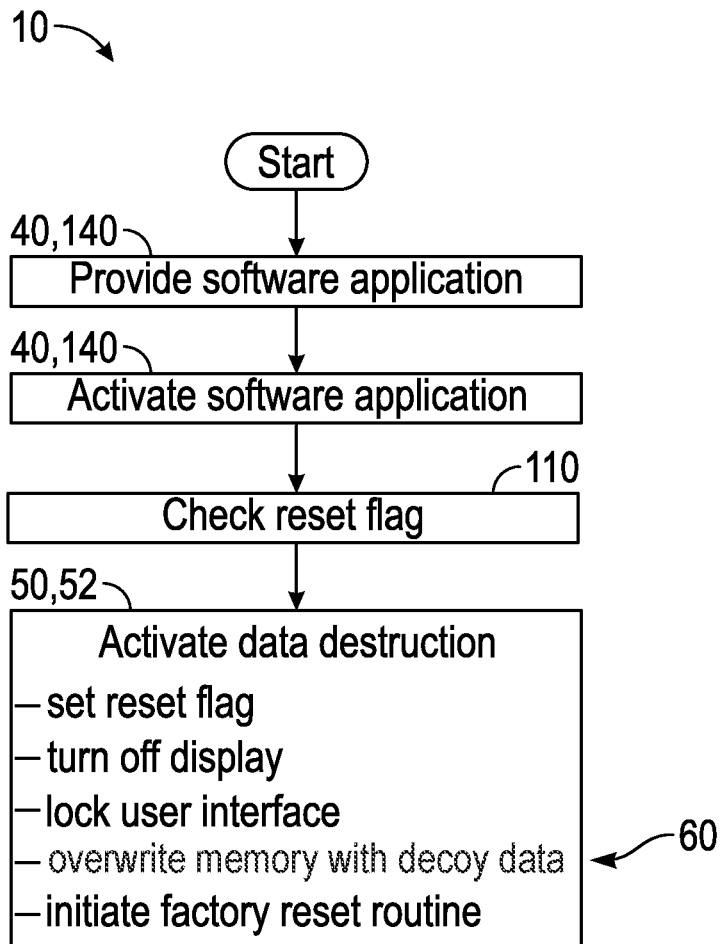 10
Start
40,140
Provide software application
40,140
Activate software application
110
Check reset flag
50,52
Activate data destruction
– set reset flag
– turn off display
– lock user interface
– overwrite memory with decoy data
60
– initiate factory reset routine